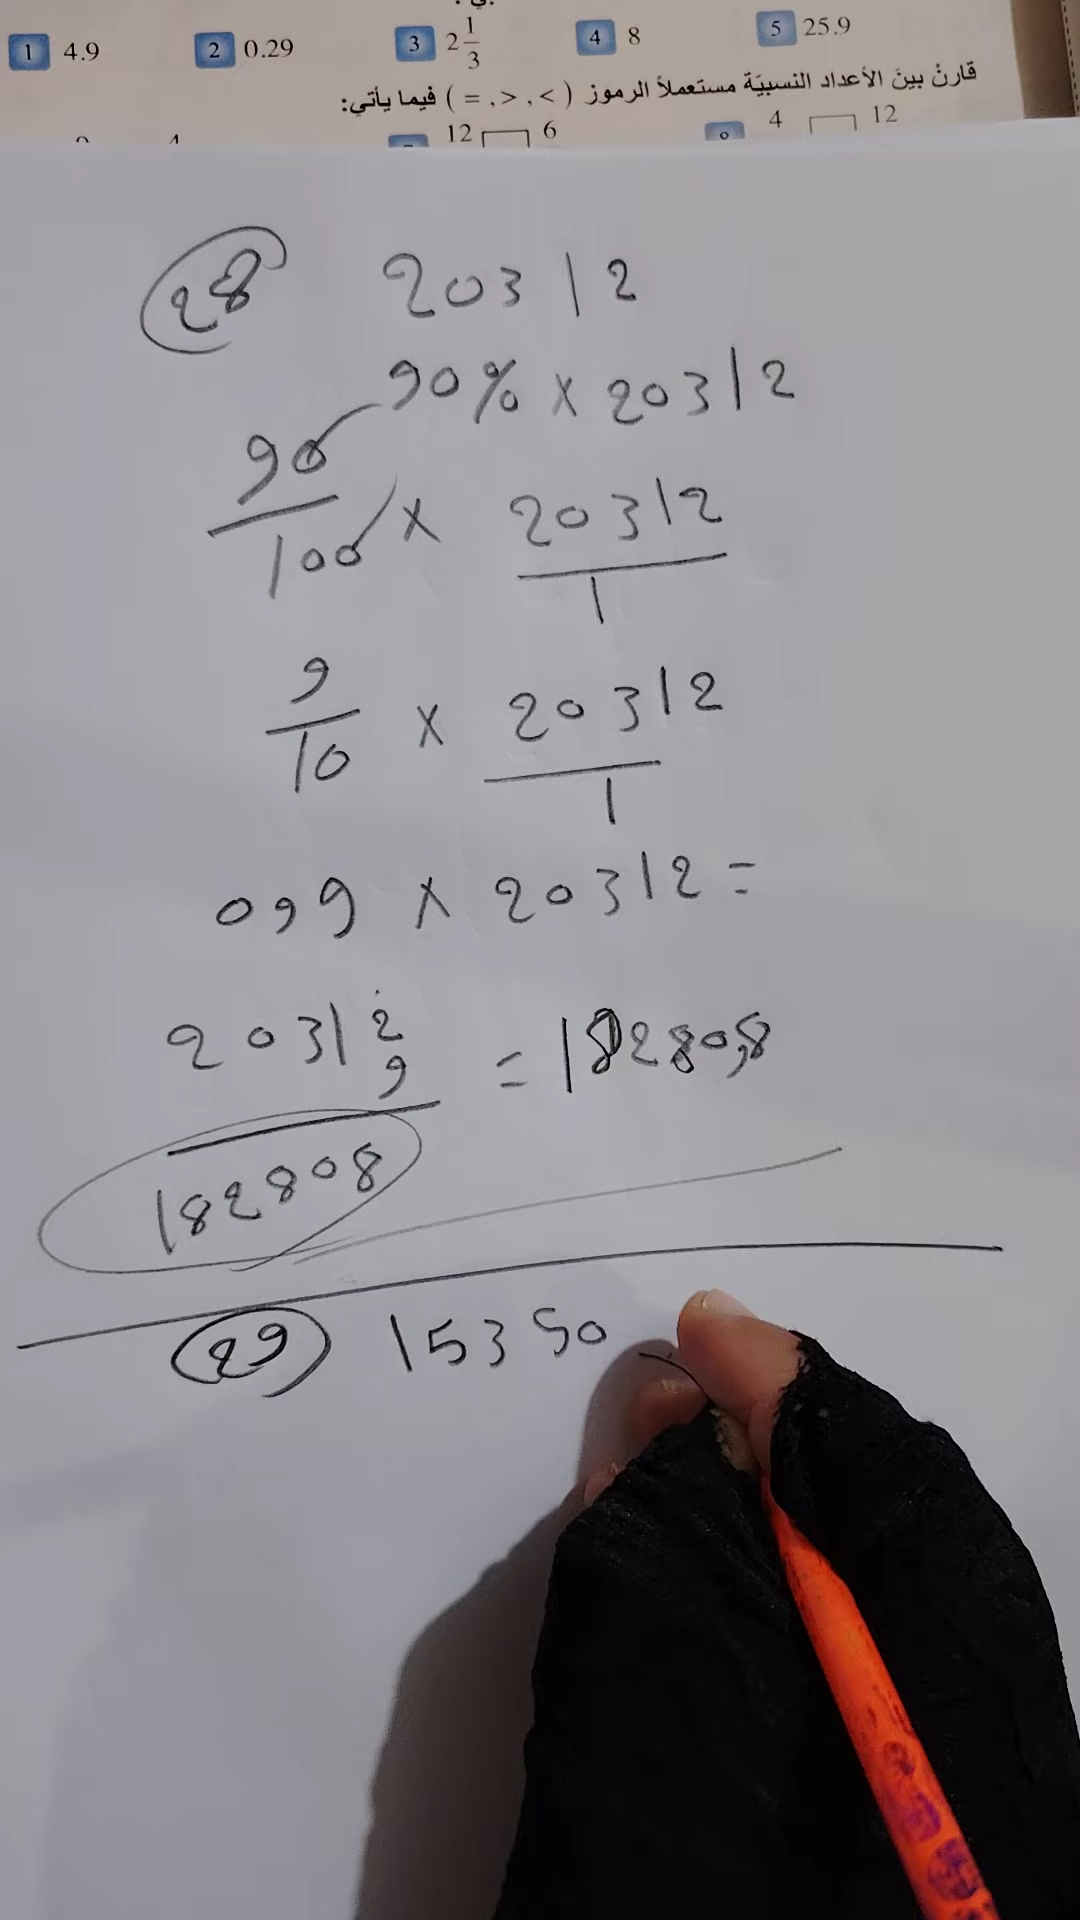 1 4.9 2 0.29 3 2 1/3 4 8 5 25.9
قارنْ بينَ الأعداد النسبيّة مستعملاً الرموز ( > , < , = ) فيما يأتي:
12 6 4 12
28 20312
90% × 20312
90/100 × 20312/1
9/10 × 20312/1
0,9 × 20312 =
20312
9
= 18280,8
182808
29 15350